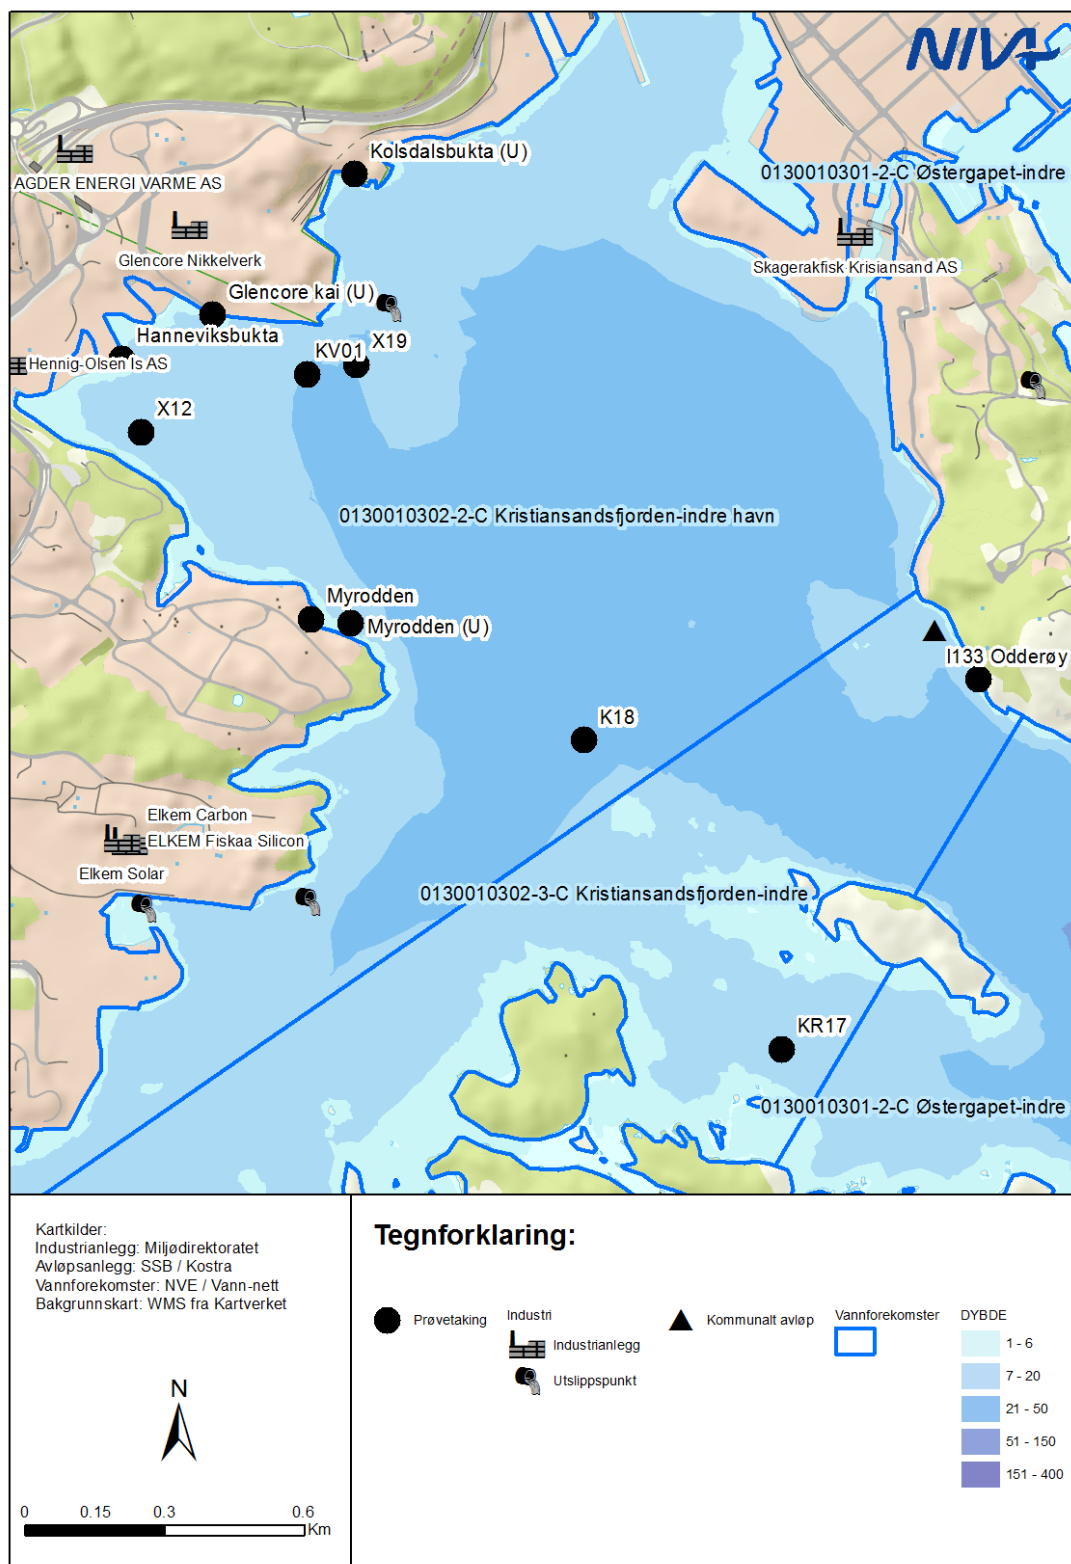 NIVA
Kolsdalsbukta (U)
0130010301-2-C Østergapet-indre
AGDER ENERGI VARME AS
Glencore Nikkelverk
Skagerakfisk Krisiansand AS
Glencore kai (U)
Hanneviksbukta
X19
KV01
Hennig-Olsen Is AS
X12
0130010302-2-C Kristiansandsfjorden-indre havn
Myrodden
Myrodden (U)
I133 Odderøy
K18
Elkem Carbon
ELKEM Fiskaa Silicon
Elkem Solar
0130010302-3-C Kristiansandsfjorden-indre
KR17
0130010301-2-C Østergapet-indre
Kartkilder:
Industrianlegg: Miljødirektoratet
Avløpsanlegg: SSB / Kostra
Vannforekomster: NVE / Vann-nett
Bakgrunnskart: WMS fra Kartverket
N
0 0.15 0.3 0.6
Km
Tegnforklaring:
Prøvetaking
Industri
Industrianlegg
Utslippspunkt
Kommunalt avløp
Vannforekomster
DYBDE
1 - 6
7 - 20
21 - 50
51 - 150
151 - 400